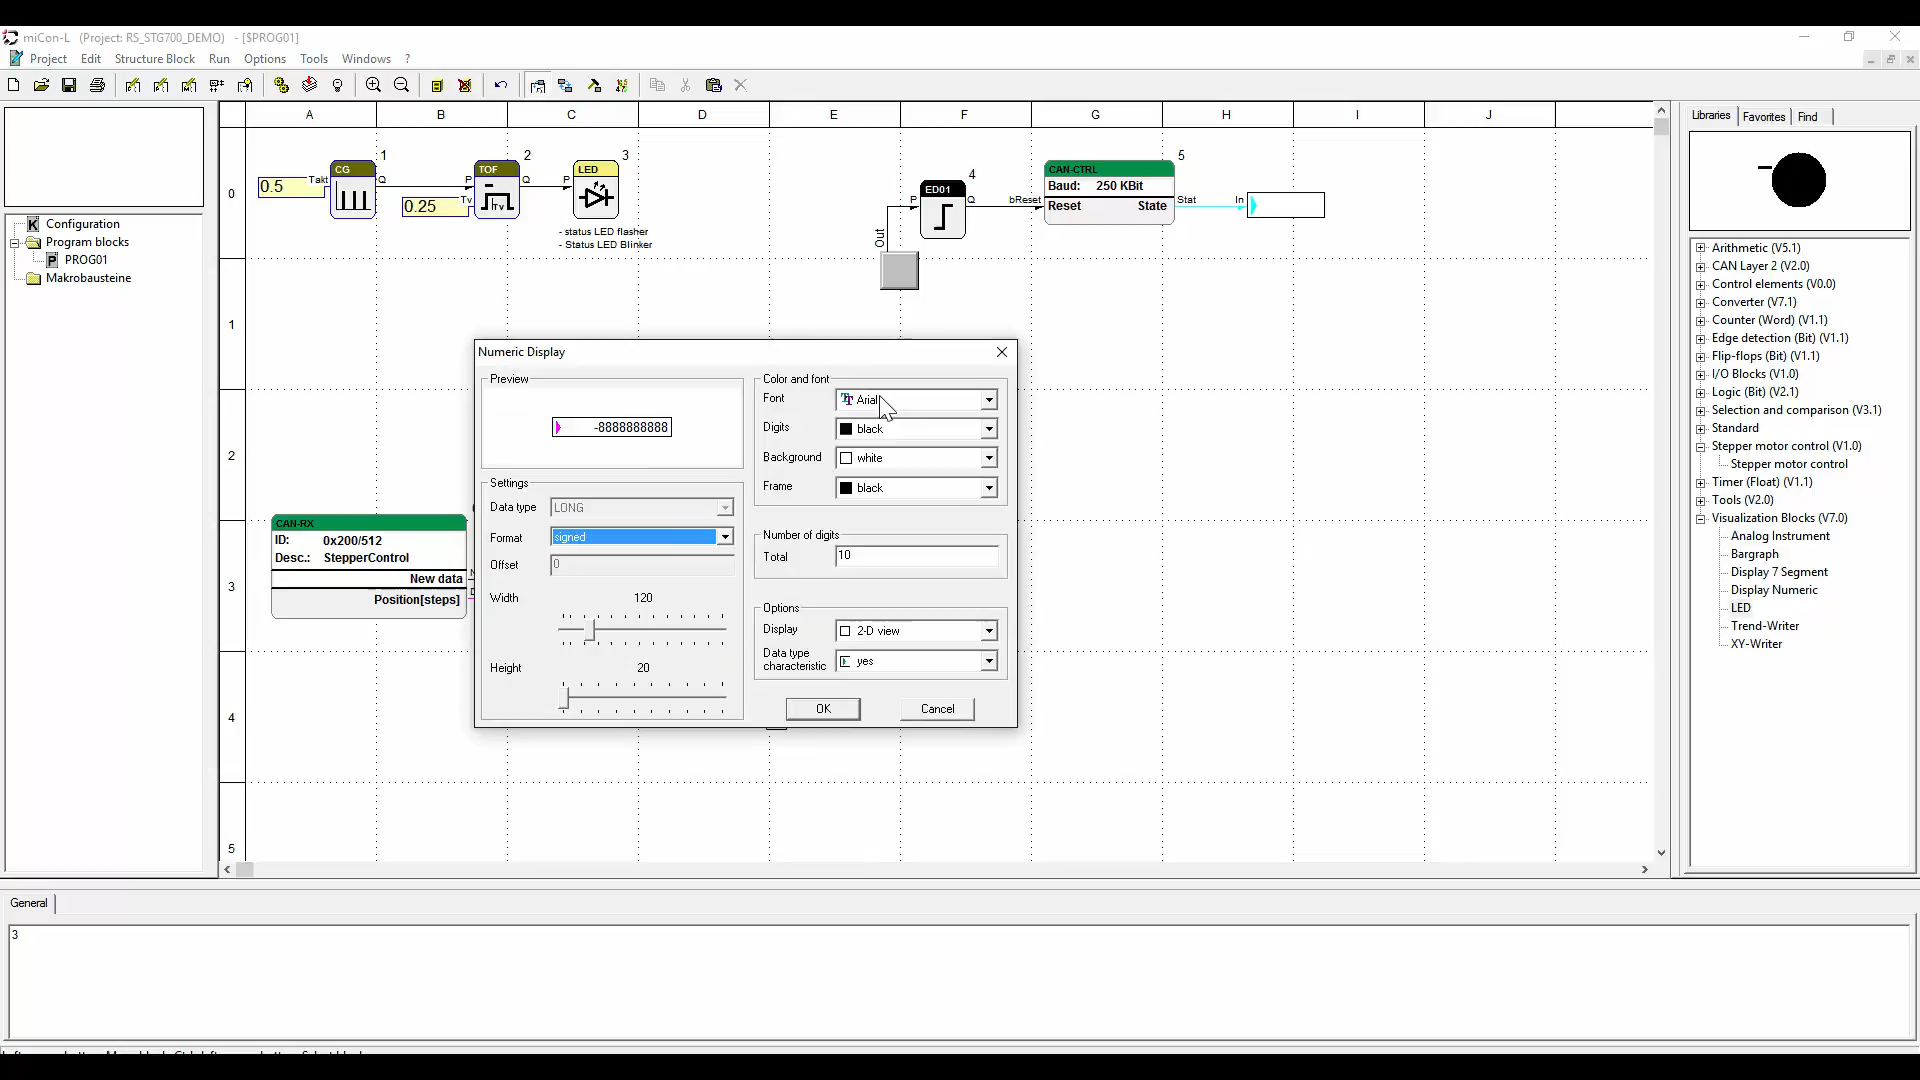 miCon-L (Project: RS_STG700_DEMO) - [$PROG01]
Project Edit Structure Block Run Options Tools Windows ?
A B C D E F G H I J
Libraries Favorites Find
0
1
2
3
4
5
Configuration
Program blocks
PROG01
Makrobausteine
0.5
Takt
CG
1
Q
P
0.25
Tv
TOF
Tv
2
Q
P
LED
3
- status LED flasher
- Status LED Blinker
Out
P
ED01
4
Q
bReset
CAN-CTRL
5
Baud: 250 KBit
Reset State
Stat
In
CAN-RX
ID: 0x200/512
Desc.: StepperControl
New data
Position[steps]
Numeric Display
Preview
-8888888888
Settings
Data type LONG
Format signed
Offset 0
Width 120
Height 20
Color and font
Font Arial
Digits black
Background white
Frame black
Number of digits
Total 10
Options
Display 2-D view
Data type
characteristic yes
OK Cancel
Arithmetic (V5.1)
CAN Layer 2 (V2.0)
Control elements (V0.0)
Converter (V7.1)
Counter (Word) (V1.1)
Edge detection (Bit) (V1.1)
Flip-flops (Bit) (V1.1)
I/O Blocks (V1.0)
Logic (Bit) (V2.1)
Selection and comparison (V3.1)
Standard
Stepper motor control (V1.0)
Stepper motor control
Timer (Float) (V1.1)
Tools (V2.0)
Visualization Blocks (V7.0)
Analog Instrument
Bargraph
Display 7 Segment
Display Numeric
LED
Trend-Writer
XY-Writer
General
3